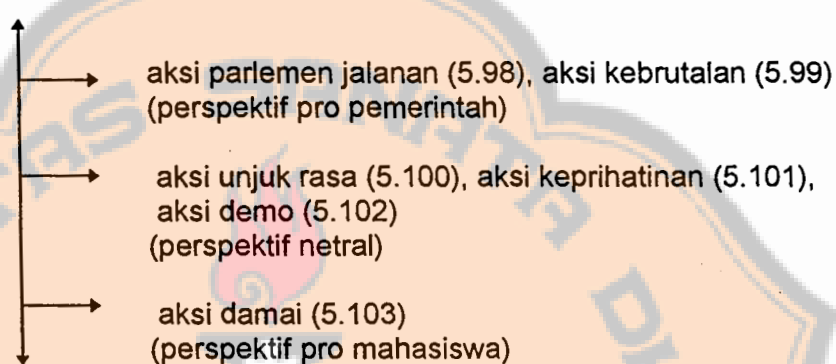 aksi parlemen jalanan (5.98), aksi kebrutalan (5.99)
(perspektif pro pemerintah)
aksi unjuk rasa (5.100), aksi keprihatinan (5.101),
aksi demo (5.102)
(perspektif netral)
aksi damai (5.103)
(perspektif pro mahasiswa)